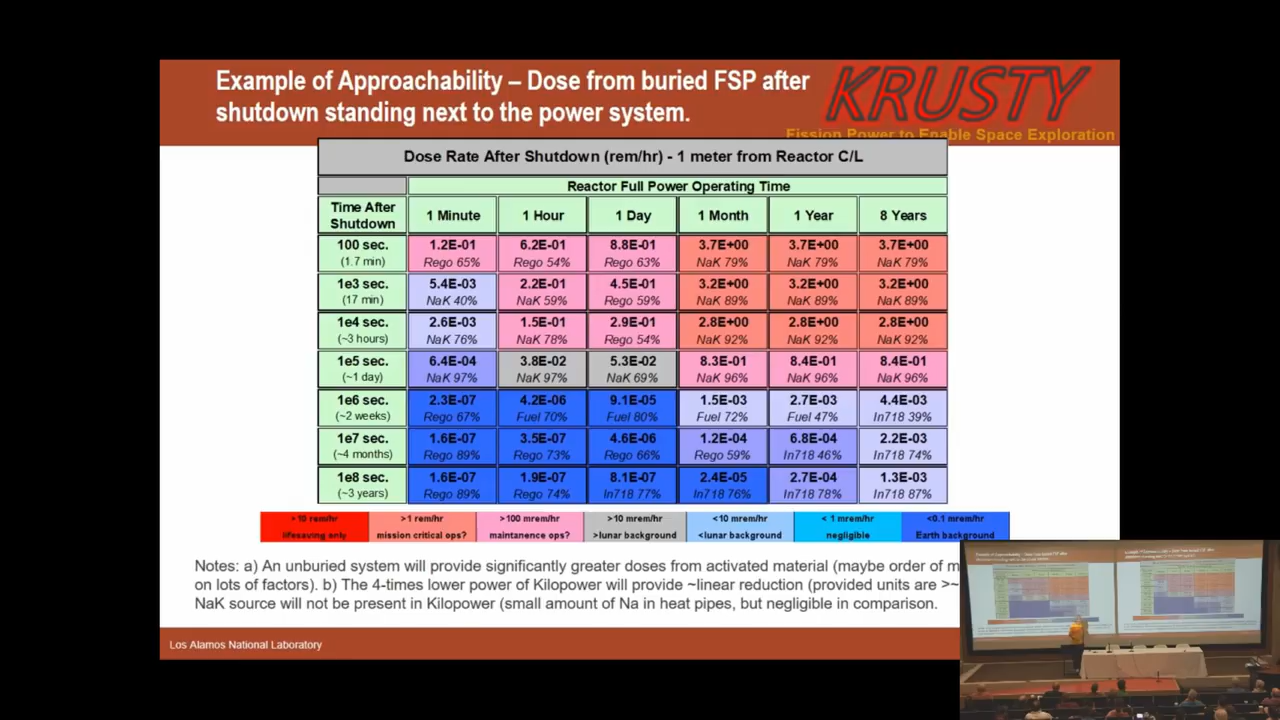 Example of Approachability – Dose from buried FSP after
shutdown standing next to the power system.
KRUSTY
Fission Power to Enable Space Exploration
Dose Rate After Shutdown (rem/hr) - 1 meter from Reactor C/L
Reactor Full Power Operating Time
Time After Shutdown 1 Minute 1 Hour 1 Day 1 Month 1 Year 8 Years
100 sec. 1.2E-01 6.2E-01 8.8E-01 3.7E+00 3.7E+00 3.7E+00
(1.7 min) Rego 65% Rego 54% Rego 63% NaK 79% NaK 79% NaK 79%
1e3 sec. 5.4E-03 2.2E-01 4.5E-01 3.2E+00 3.2E+00 3.2E+00
(17 min) NaK 40% NaK 59% Rego 59% NaK 89% NaK 89% NaK 89%
1e4 sec. 2.6E-03 1.5E-01 2.9E-01 2.8E+00 2.8E+00 2.8E+00
(~3 hours) NaK 76% NaK 78% Rego 54% NaK 92% NaK 92% NaK 92%
1e5 sec. 6.4E-04 3.8E-02 5.3E-02 8.3E-01 8.4E-01 8.4E-01
(~1 day) NaK 97% NaK 97% NaK 69% NaK 96% NaK 96% NaK 96%
1e6 sec. 2.3E-07 4.2E-06 9.1E-05 1.5E-03 2.7E-03 4.4E-03
(~2 weeks) Rego 67% Fuel 70% Fuel 80% Fuel 72% Fuel 47% In718 39%
1e7 sec. 1.6E-07 3.5E-07 4.6E-06 1.2E-04 6.8E-04 2.2E-03
(~4 months) Rego 89% Rego 73% Rego 66% Rego 59% In718 46% In718 74%
1e8 sec. 1.6E-07 1.9E-07 8.1E-07 2.4E-05 2.7E-04 1.3E-03
(~3 years) Rego 89% Rego 74% In718 77% In718 76% In718 78% In718 87%
>10 rem/hr >1 rem/hr >100 mrem/hr >10 mrem/hr <10 mrem/hr < 1 mrem/hr <0.1 mrem/hr
lifesaving only mission critical ops? maintanence ops? >lunar background <lunar background negligible Earth background
Notes: a) An unburied system will provide significantly greater doses from activated material (maybe order of m
on lots of factors). b) The 4-times lower power of Kilopower will provide ~linear reduction (provided units are >~
NaK source will not be present in Kilopower (small amount of Na in heat pipes, but negligible in comparison.
Los Alamos National Laboratory